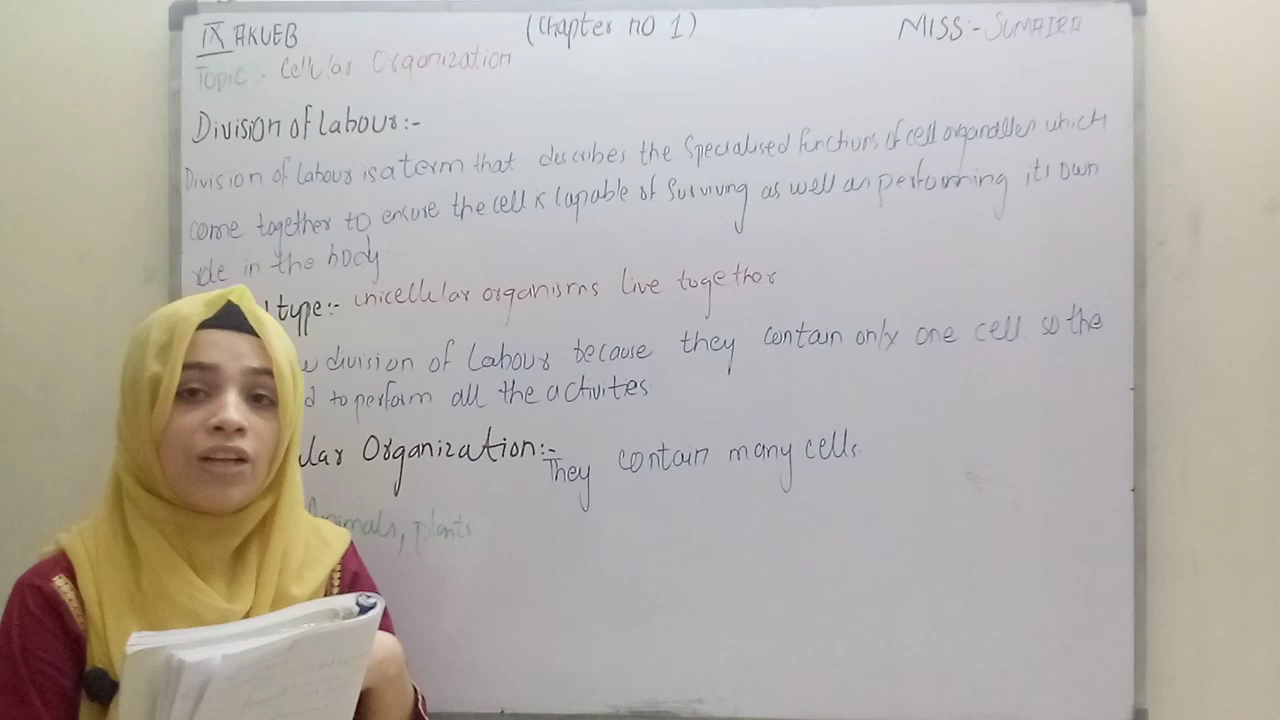 IX AKUEB
(Chapter no 1)
MISS:- SUMAIRA
Topic:- Cellular Organization
Division of Labour:-
Division of labour is a term that describes the specialised functions of cell organelles which
come together to ensure the cell is capable of surviving as well as performing its own
role in the body.
type:- unicellular organisms live together
division of labour because they contain only one cell so the
to perform all the activites.
Organization:- They contain many cells.
Animals, plants.